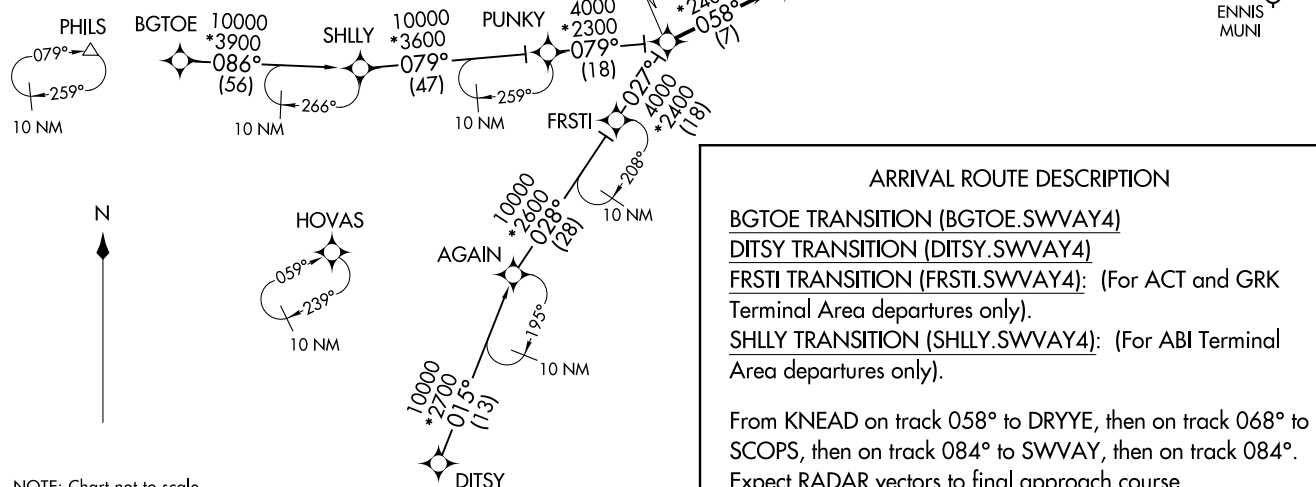 PHILS
079°
259°
10 NM
BGTOE
10000
*3900
086°
(56)
SHLLY
266°
10 NM
10000
*3600
079°
(47)
PUNKY
259°
10 NM
4000
*2300
079°
(18)
058°
(7)
ENNIS
MUNI
FRSTI
027°
4000
*2400
(18)
208°
10 NM
N
HOVAS
059°
239°
10 NM
AGAIN
10000
*2600
028°
(28)
195°
10 NM
10000
*2700
015°
(13)
DITSY
NOTE: Chart not to scale
ARRIVAL ROUTE DESCRIPTION
BGTOE TRANSITION (BGTOE.SWVAY4)
DITSY TRANSITION (DITSY.SWVAY4)
FRSTI TRANSITION (FRSTI.SWVAY4): (For ACT and GRK
Terminal Area departures only).
SHLLY TRANSITION (SHLLY.SWVAY4): (For ABI Terminal
Area departures only).
From KNEAD on track 058° to DRYYE, then on track 068° to
SCOPS, then on track 084° to SWVAY, then on track 084°.
Expect RADAR vectors to final approach course